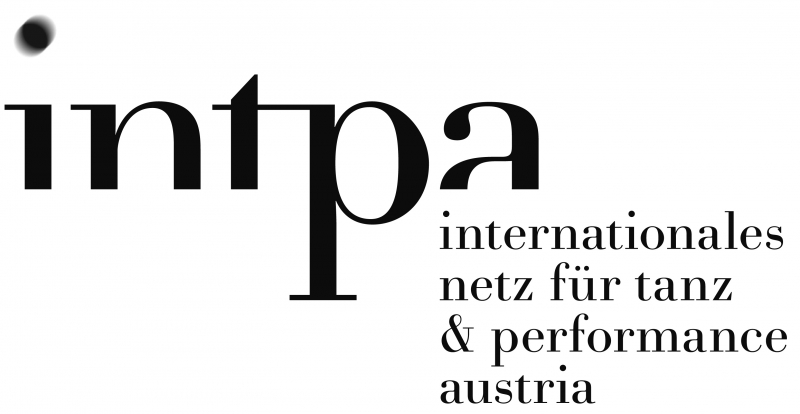 intpa
internationales
netz für tanz
& performance
austria